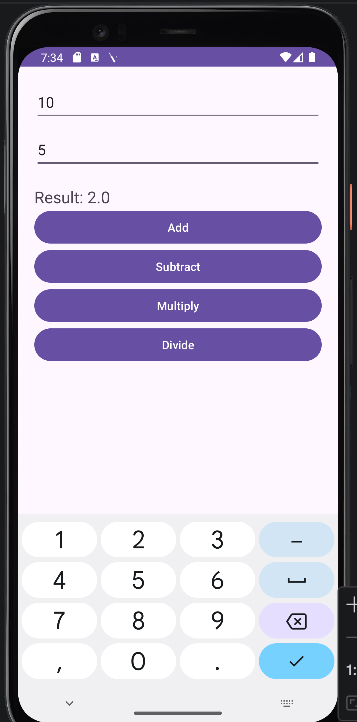 7:34
10
5
Result: 2.0
Add
Subtract
Multiply
Divide
1 2 3 –
4 5 6
7 8 9
, 0 .
1: